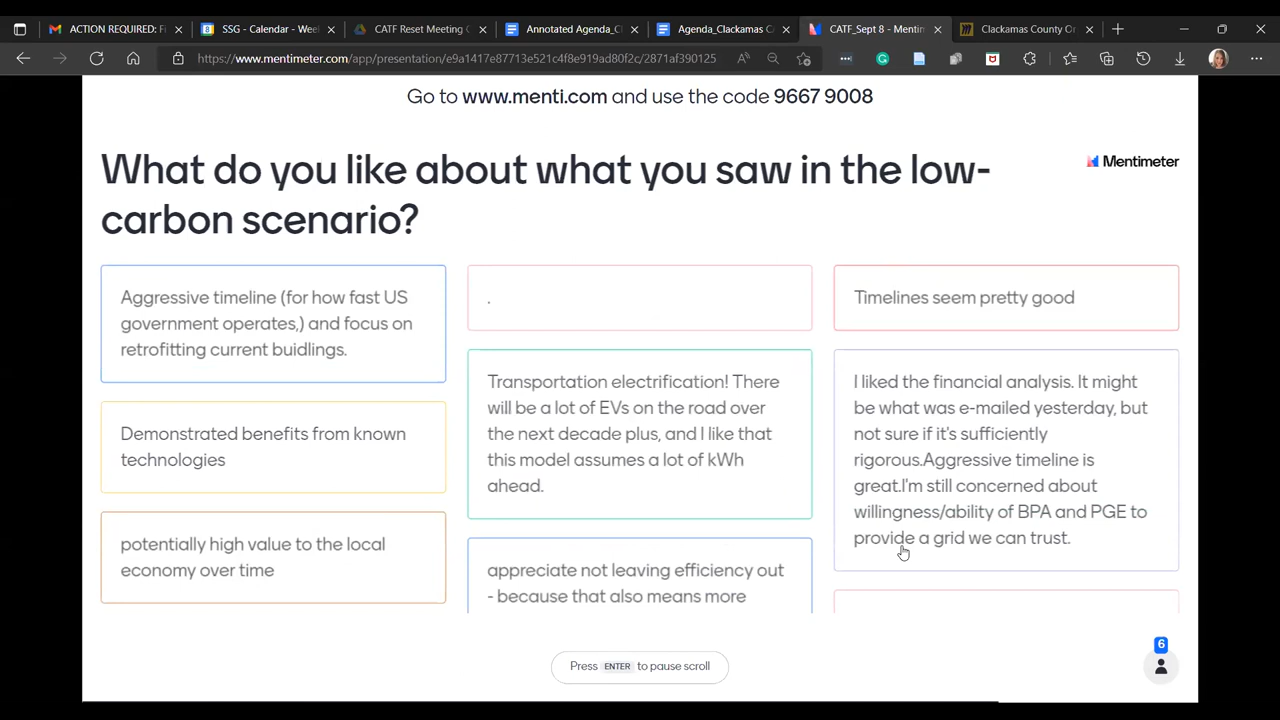 ACTION REQUIRED: Fi
SSG - Calendar - Weel
CATF Reset Meeting C
Annotated Agenda_C
Agenda_Clackamas C
CATF_Sept 8 - Mentim
Clackamas County Or
https://www.mentimeter.com/app/presentation/e9a1417e87713e521c4f8e919ad80f2c/2871af390125
Go to www.menti.com and use the code 9667 9008
What do you like about what you saw in the low-
carbon scenario?
Mentimeter
Aggressive timeline (for how fast US
government operates,) and focus on
retrofitting current buidlings.
Demonstrated benefits from known
technologies
potentially high value to the local
economy over time
.
Transportation electrification! There
will be a lot of EVs on the road over
the next decade plus, and I like that
this model assumes a lot of kWh
ahead.
appreciate not leaving efficiency out
- because that also means more
Timelines seem pretty good
I liked the financial analysis. It might
be what was e-mailed yesterday, but
not sure if it's sufficiently
rigorous.Aggressive timeline is
great.I'm still concerned about
willingness/ability of BPA and PGE to
provide a grid we can trust.
Press ENTER to pause scroll
6